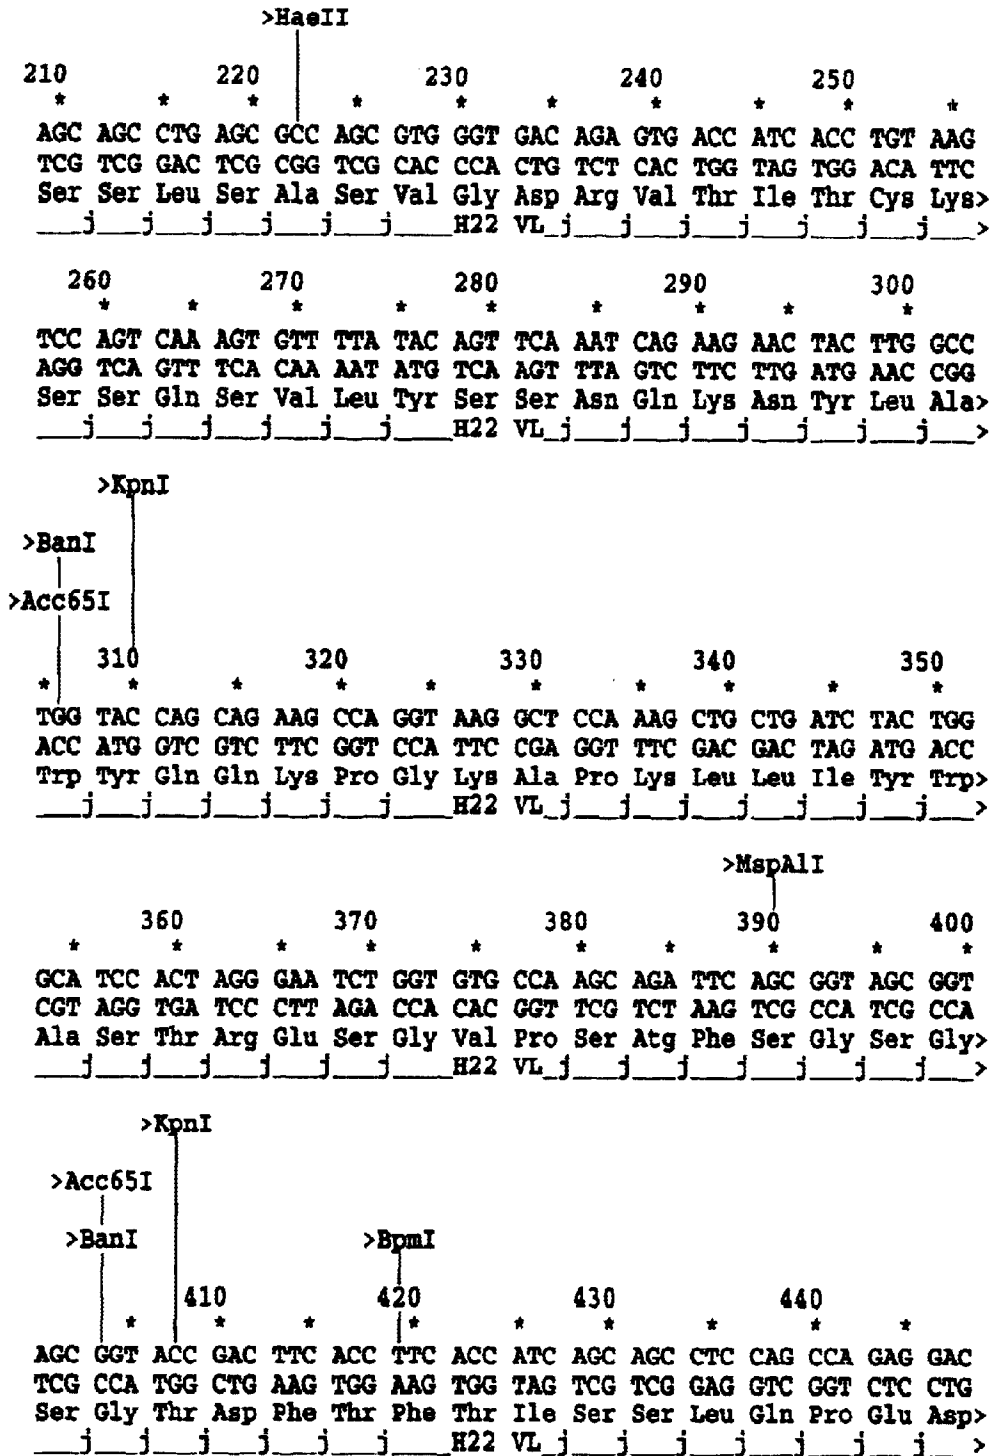 >HaeII
210 220 230 240 250
* * * * * * * * * *
AGC AGC CTG AGC GCC AGC GTG GGT GAC AGA GTG ACC ATC ACC TGT AAG
TCG TCG GAC TCG CGG TCG CAC CCA CTG TCT CAC TGG TAG TGG ACA TTC
Ser Ser Leu Ser Ala Ser Val Gly Asp Arg Val Thr Ile Thr Cys Lys>
___j___j___j___j___j___j____H22 VL_j___j___j___j___j___j___j___>
260 270 280 290 300
* * * * * * * * *
TCC AGT CAA AGT GTT TTA TAC AGT TCA AAT CAG AAG AAC TAC TTG GCC
AGG TCA GTT TCA CAA AAT ATG TCA AGT TTA GTC TTC TTG ATG AAC CGG
Ser Ser Gln Ser Val Leu Tyr Ser Ser Asn Gln Lys Asn Tyr Leu Ala>
___j___j___j___j___j___j____H22 VL_j___j___j___j___j___j___j___>
>KpnI
>BanI
>Acc65I
310 320 330 340 350
* * * * * * * * * *
TGG TAC CAG CAG AAG CCA GGT AAG GCT CCA AAG CTG CTG ATC TAC TGG
ACC ATG GTC GTC TTC GGT CCA TTC CGA GGT TTC GAC GAC TAG ATG ACC
Trp Tyr Gln Gln Lys Pro Gly Lys Ala Pro Lys Leu Leu Ile Tyr Trp>
___j___j___j___j___j___j____H22 VL_j___j___j___j___j___j___j___>
>MspAlI
360 370 380 390 400
* * * * * * * * * *
GCA TCC ACT AGG GAA TCT GGT GTG CCA AGC AGA TTC AGC GGT AGC GGT
CGT AGG TGA TCC CTT AGA CCA CAC GGT TCG TCT AAG TCG CCA TCG CCA
Ala Ser Thr Arg Glu Ser Gly Val Pro Ser Atg Phe Ser Gly Ser Gly>
___j___j___j___j___j___j____H22 VL_j___j___j___j___j___j___j___>
>KpnI
>Acc65I
>BanI >BpmI
410 420 430 440
* * * * * * * * *
AGC GGT ACC GAC TTC ACC TTC ACC ATC AGC AGC CTC CAG CCA GAG GAC
TCG CCA TGG CTG AAG TGG AAG TGG TAG TCG TCG GAG GTC GGT CTC CTG
Ser Gly Thr Asp Phe Thr Phe Thr Ile Ser Ser Leu Gln Pro Glu Asp>
___j___j___j___j___j___j____H22 VL_j___j___j___j___j___j___j___>